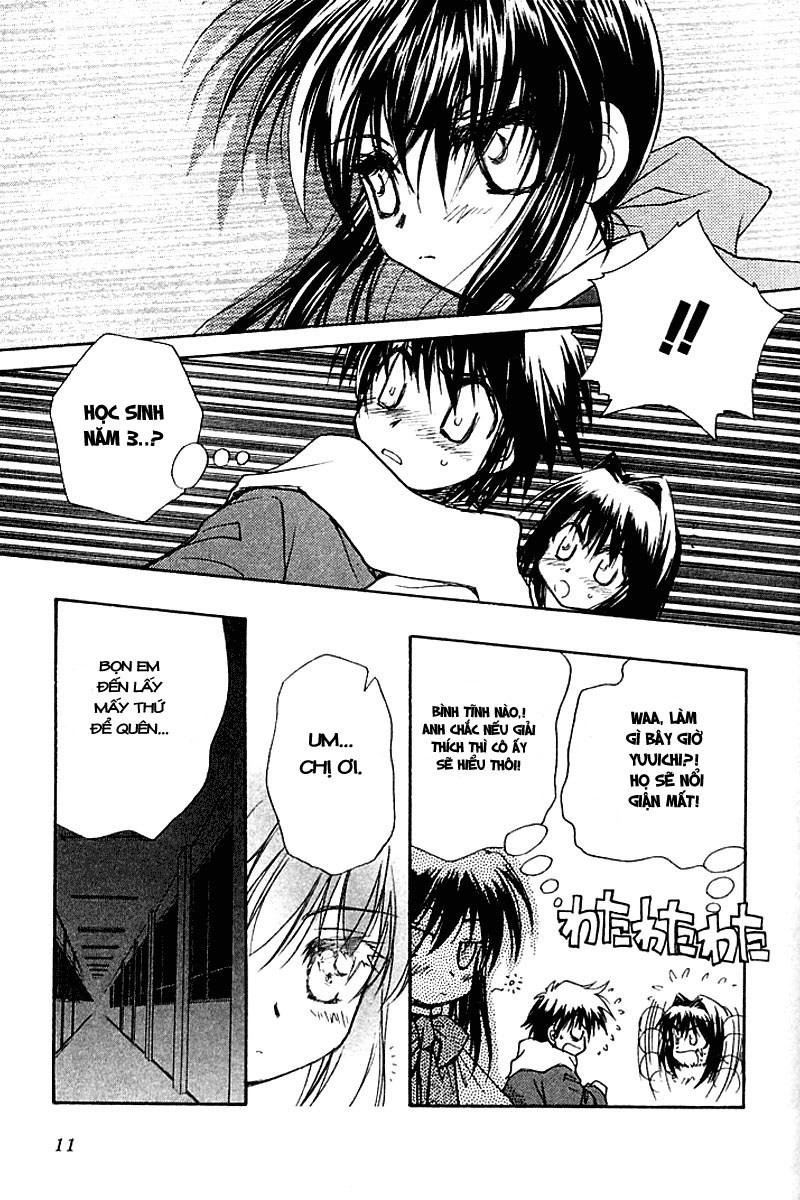 !!
HỌC SINH
NĂM 3..?
WAA, LÀM
GÌ BÂY GIỜ
YUUICHI?!
HỌ SẼ NỔI
GIẬN MẤT!
BÌNH TĨNH NÀO,!
ANH CHẮC NẾU GIẢI
THÍCH THÌ CÔ ẤY
SẼ HIỂU THÔI!
わたわたわた
UM...
CHỊ ƠI.
BỌN EM
ĐẾN LẤY
MẤY THỨ
ĐỂ QUÊN...
11